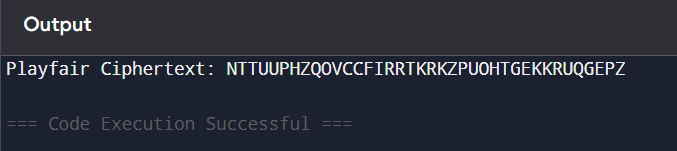 Output
Playfair Ciphertext: NTTUUPHZQOVCCFIRRTKRKZPUOHTGEKKRUQGEPZ
=== Code Execution Successful ===